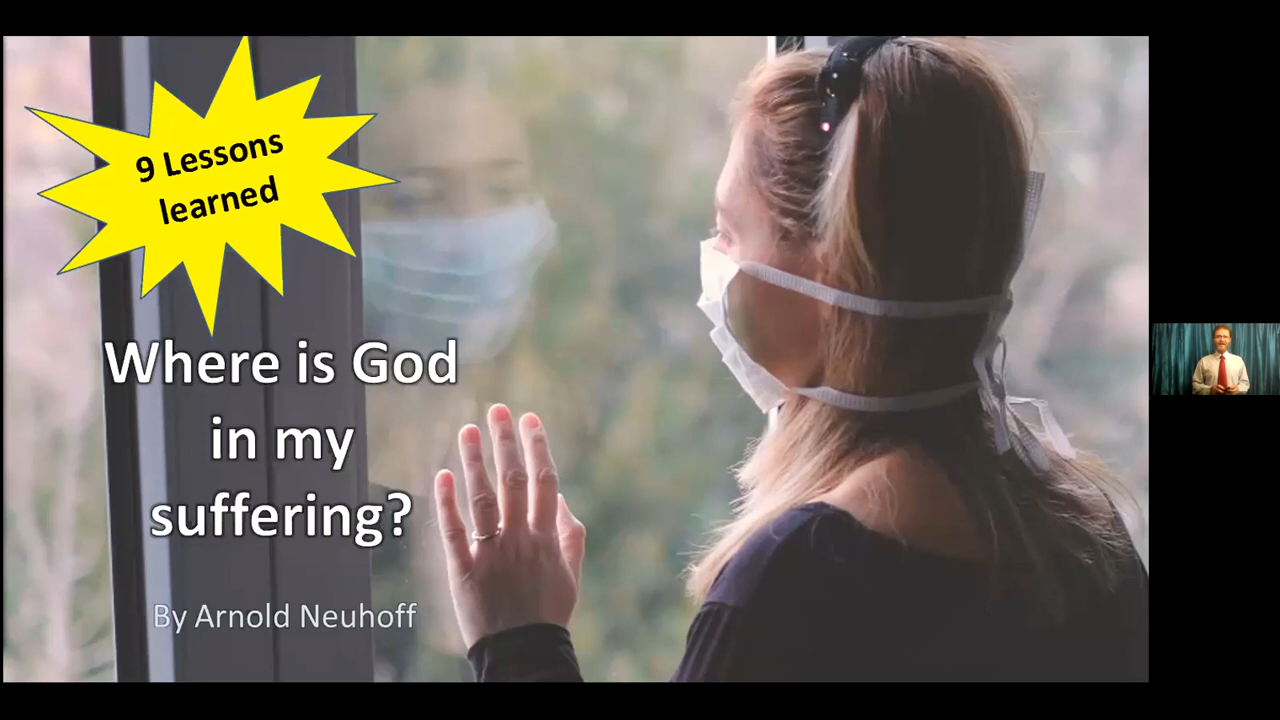 9 Lessons
learned
Where is God
in my
suffering?
By Arnold Neuhoff